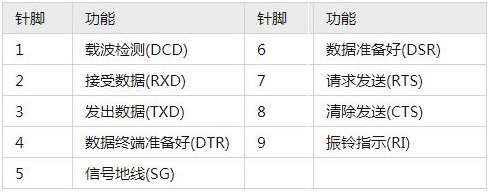 针脚 功能 针脚 功能
1 载波检测(DCD) 6 数据准备好(DSR)
2 接受数据(RXD) 7 请求发送(RTS)
3 发出数据(TXD) 8 清除发送(CTS)
4 数据终端准备好(DTR) 9 振铃指示(RI)
5 信号地线(SG)